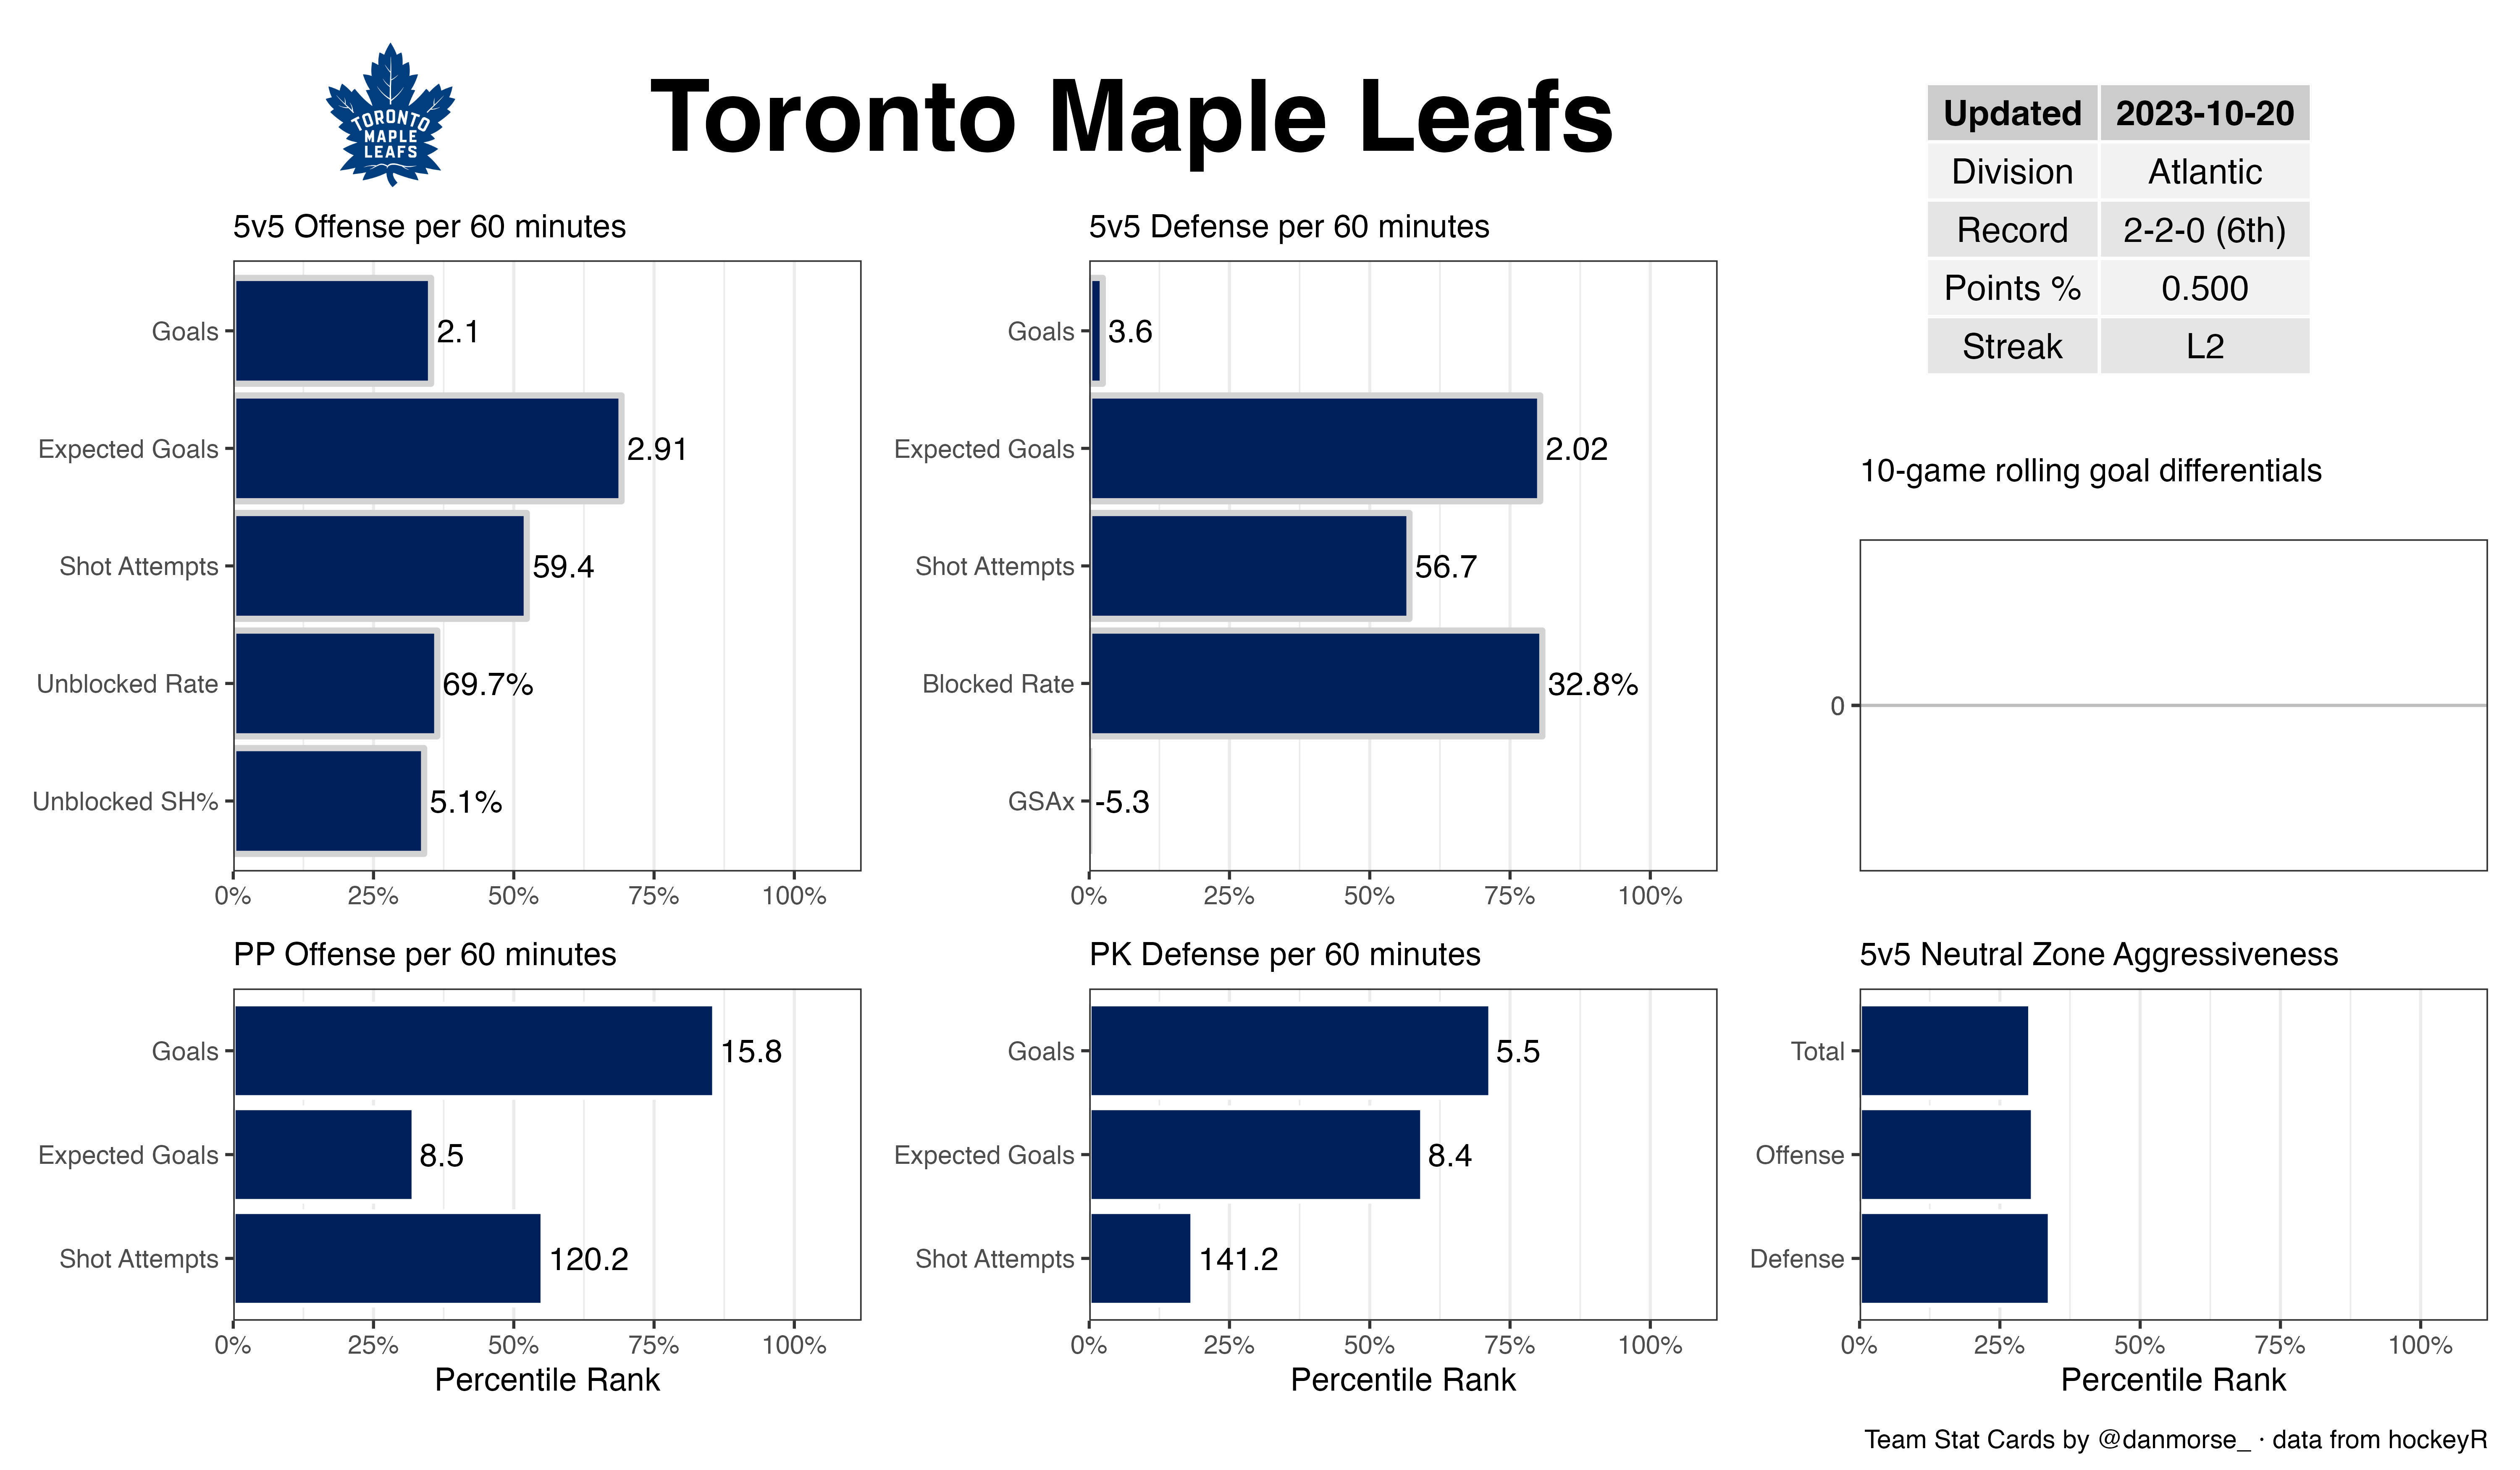 TORONTO
MAPLE
LEAFS
Toronto Maple Leafs
Updated 2023-10-20
Division Atlantic
Record 2-2-0 (6th)
Points % 0.500
Streak L2
5v5 Offense per 60 minutes
Goals 2.1
Expected Goals 2.91
Shot Attempts 59.4
Unblocked Rate 69.7%
Unblocked SH% 5.1%
0% 25% 50% 75% 100%
5v5 Defense per 60 minutes
Goals 3.6
Expected Goals 2.02
Shot Attempts 56.7
Blocked Rate 32.8%
GSAx -5.3
0% 25% 50% 75% 100%
10-game rolling goal differentials
0
PP Offense per 60 minutes
Goals 15.8
Expected Goals 8.5
Shot Attempts 120.2
0% 25% 50% 75% 100%
Percentile Rank
PK Defense per 60 minutes
Goals 5.5
Expected Goals 8.4
Shot Attempts 141.2
0% 25% 50% 75% 100%
Percentile Rank
5v5 Neutral Zone Aggressiveness
Total
Offense
Defense
0% 25% 50% 75% 100%
Percentile Rank
Team Stat Cards by @danmorse_ · data from hockeyR